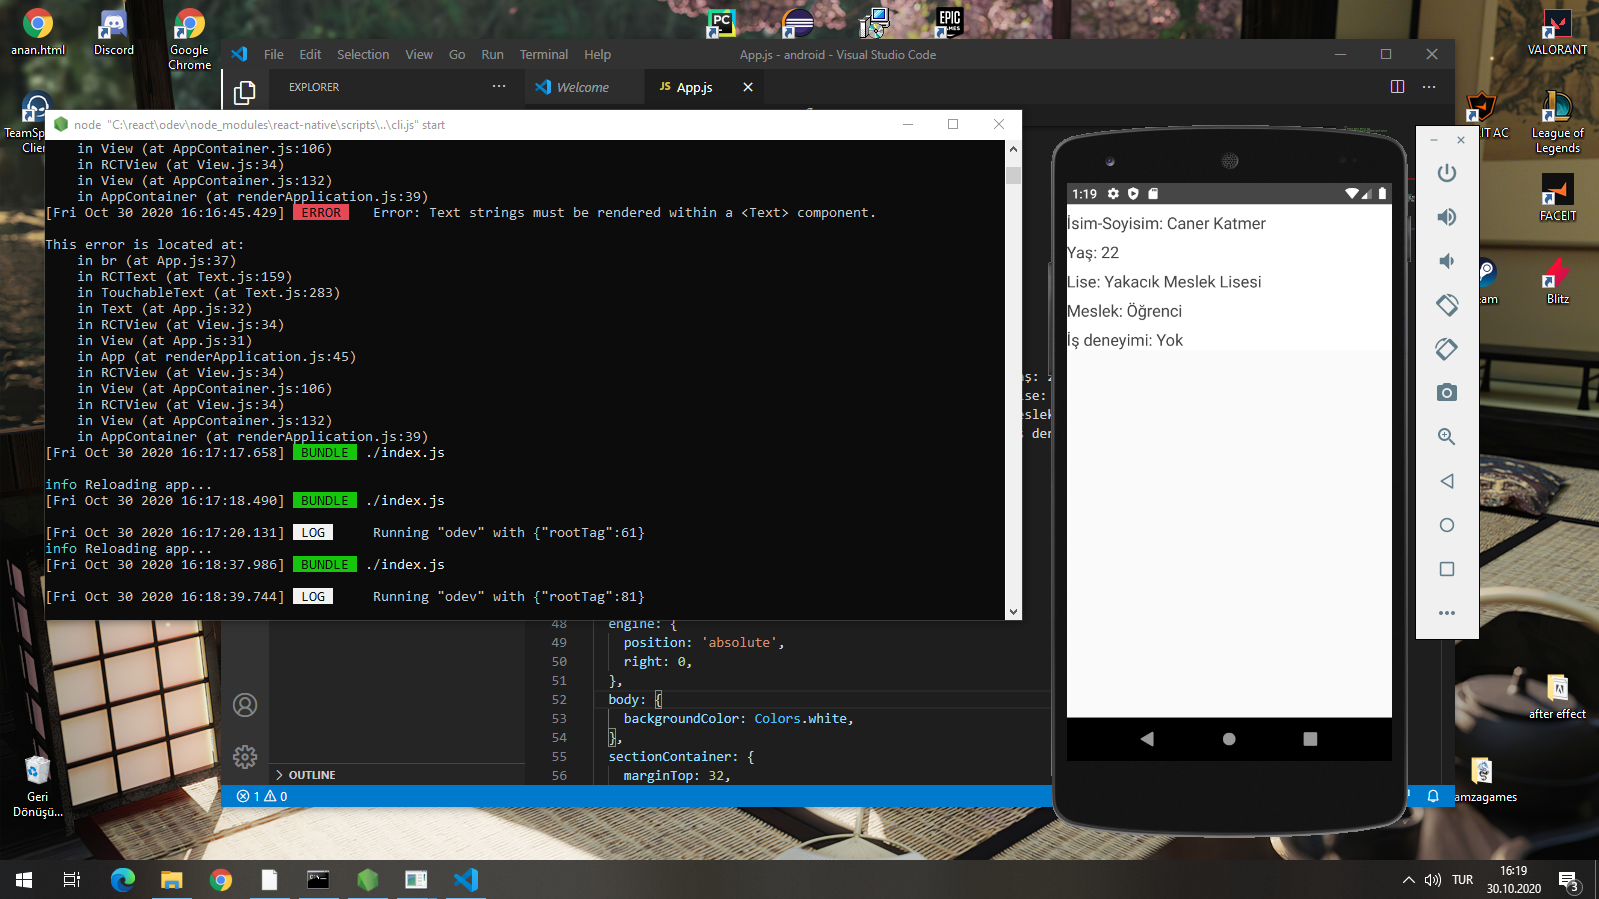 anan.html
Discord
Google
Chrome
PC
EPIC
GAMES
VALORANT
File Edit Selection View Go Run Terminal Help
App.js - android - Visual Studio Code
EXPLORER
Welcome
JS App.js
TeamSp
Clien
IT AC
League of
Legends
FACEIT
eam
Blitz
node "C:\react\odev\node_modules\react-native\scripts\..\cli.js" start
in View (at AppContainer.js:106)
in RCTView (at View.js:34)
in View (at AppContainer.js:132)
in AppContainer (at renderApplication.js:39)
[Fri Oct 30 2020 16:16:45.429] ERROR Error: Text strings must be rendered within a <Text> component.
This error is located at:
in br (at App.js:37)
in RCTText (at Text.js:159)
in TouchableText (at Text.js:283)
in Text (at App.js:32)
in RCTView (at View.js:34)
in View (at App.js:31)
in App (at renderApplication.js:45)
in RCTView (at View.js:34)
in View (at AppContainer.js:106)
in RCTView (at View.js:34)
in View (at AppContainer.js:132)
in AppContainer (at renderApplication.js:39)
[Fri Oct 30 2020 16:17:17.658] BUNDLE ./index.js
info Reloading app...
[Fri Oct 30 2020 16:17:18.490] BUNDLE ./index.js
[Fri Oct 30 2020 16:17:20.131] LOG Running "odev" with {"rootTag":61}
info Reloading app...
[Fri Oct 30 2020 16:18:37.986] BUNDLE ./index.js
[Fri Oct 30 2020 16:18:39.744] LOG Running "odev" with {"rootTag":81}
ış: 2
ise:
eslek
ş der
1:19
İsim-Soyisim: Caner Katmer
Yaş: 22
Lise: Yakacık Meslek Lisesi
Meslek: Öğrenci
İş deneyimi: Yok
48 engine: {
49 position: 'absolute',
50 right: 0,
51 },
52 body: {
53 backgroundColor: Colors.white,
54 },
55 sectionContainer: {
56 marginTop: 32,
OUTLINE
1 0
after effect
amzagames
Geri
Dönüşü...
TUR
16:19
30.10.2020
3